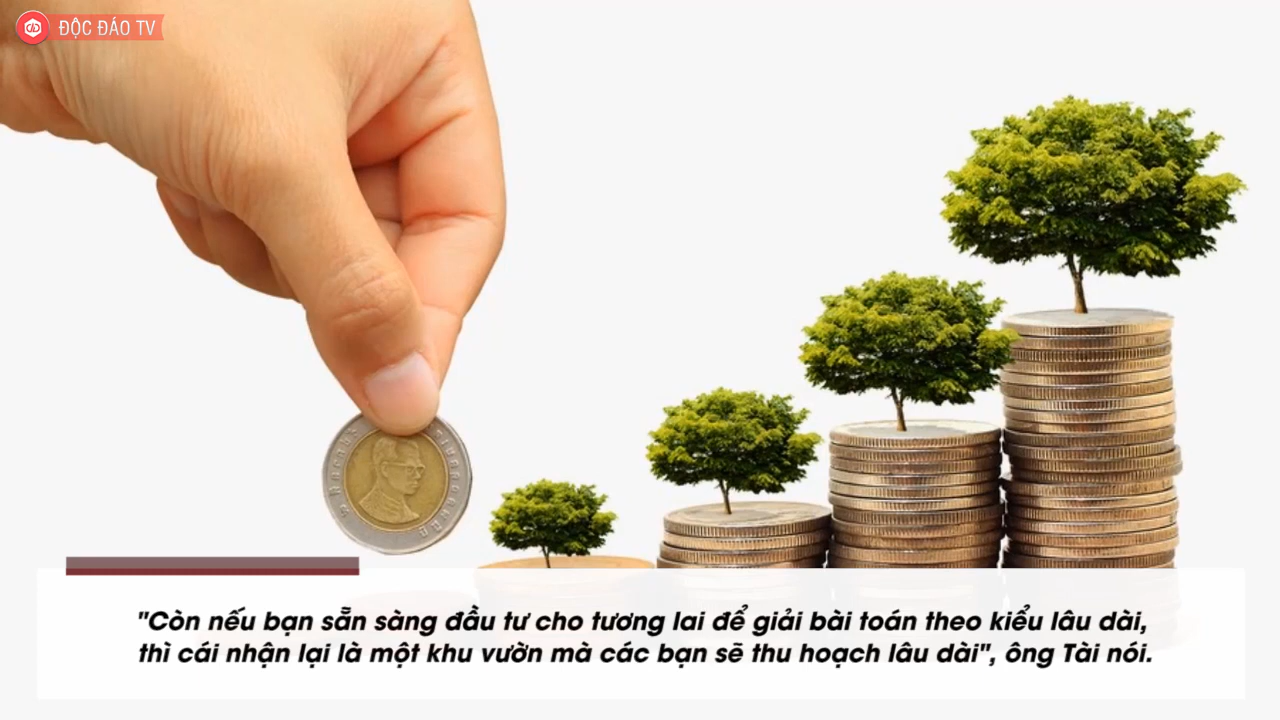 ĐỘC ĐÁO TV
"Còn nếu bạn sẵn sàng đầu tư cho tương lai để giải bài toán theo kiểu lâu dài,
thì cái nhận lại là một khu vườn mà các bạn sẽ thu hoạch lâu dài", ông Tài nói.